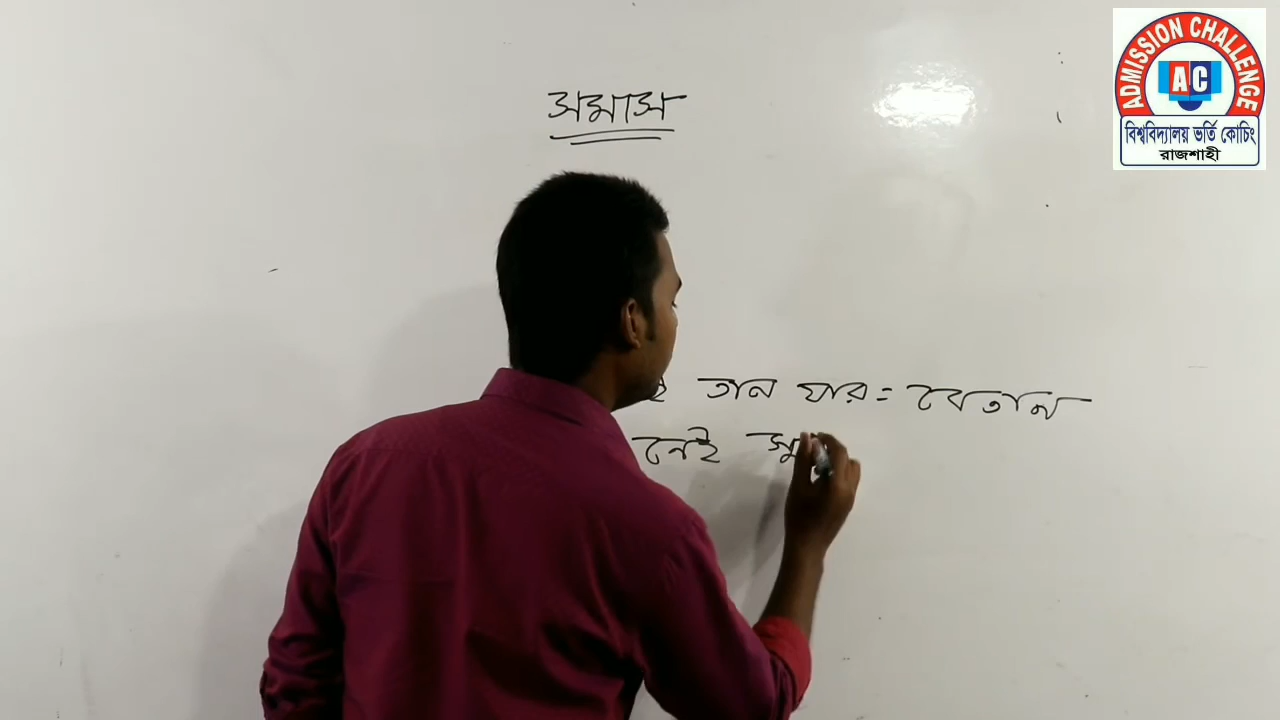 সমাস
তান যার = বেতাল
নেই সু
ADMISSION CHALLENGE
AC
বিশ্ববিদ্যালয় ভর্তি কোচিং
রাজশাহী